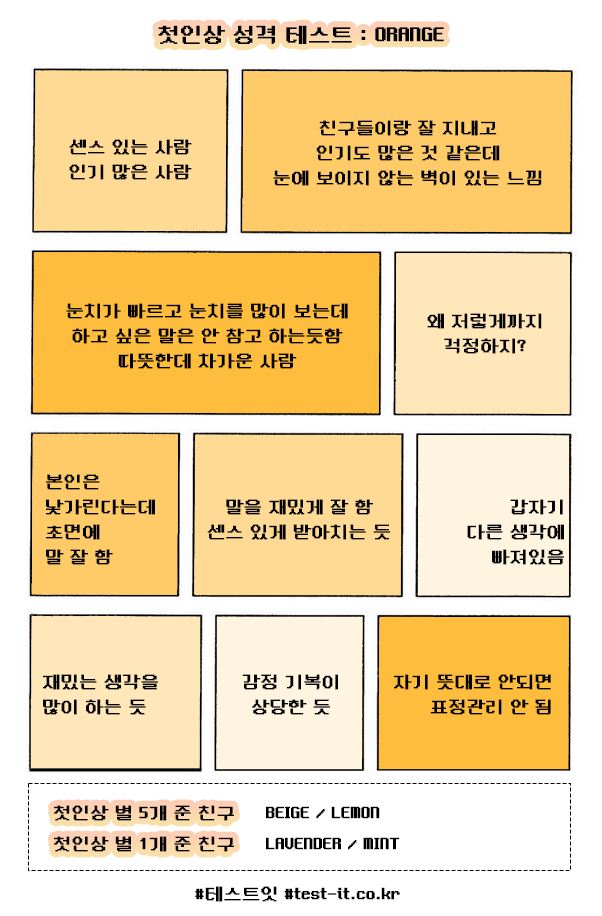 첫인상 성격 테스트 : ORANGE
센스 있는 사람
인기 많은 사람
친구들이랑 잘 지내고
인기도 많은 것 같은데
눈에 보이지 않는 벽이 있는 느낌
눈치가 빠르고 눈치를 많이 보는데
하고 싶은 말은 안 참고 하는듯함
따뜻한데 차가운 사람
왜 저렇게까지
걱정하지?
본인은
낯가린다는데
초면에
말 잘 함
말을 재밌게 잘 함
센스 있게 받아치는 듯
갑자기
다른 생각에
빠져있음
재밌는 생각을
많이 하는 듯
감정 기복이
상당한 듯
자기 뜻대로 안되면
표정관리 안 됨
첫인상 별 5개 준 친구 BEIGE / LEMON
첫인상 별 1개 준 친구 LAVENDER / MINT
#테스트잇 #test-it.co.kr